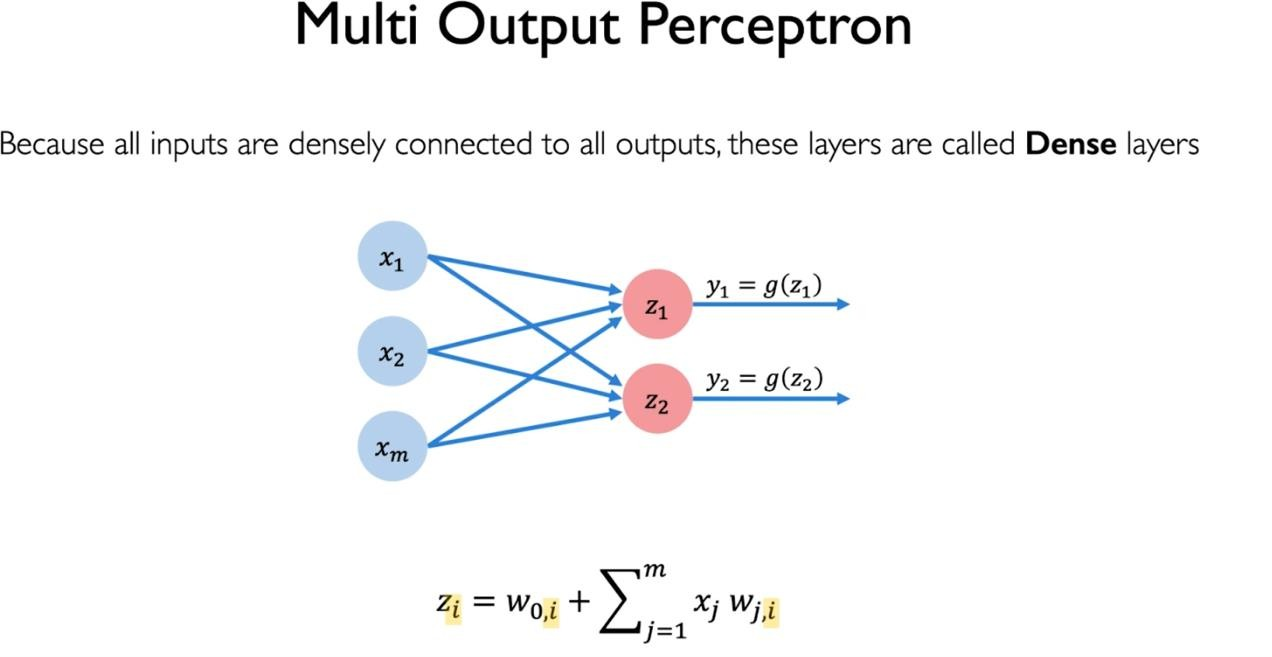 Multi Output Perceptron
Because all inputs are densely connected to all outputs, these layers are called Dense layers
x₁
x₂
xₘ
z₁
z₂
y₁ = g(z₁)
y₂ = g(z₂)
zᵢ = w₀,ᵢ + ∑ⱼ₌₁ᵐ xⱼ wⱼ,ᵢ